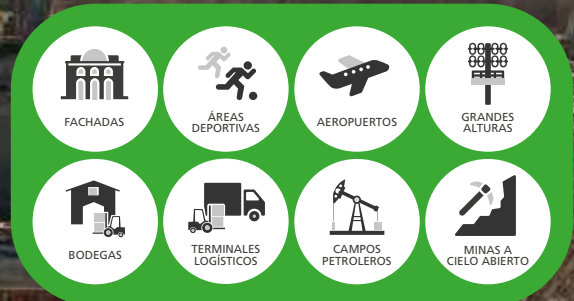 FACHADAS
ÁREAS
DEPORTIVAS
AEROPUERTOS
GRANDES
ALTURAS
BODEGAS
TERMINALES
LOGÍSTICOS
CAMPOS
PETROLEROS
MINAS A
CIELO ABIERTO